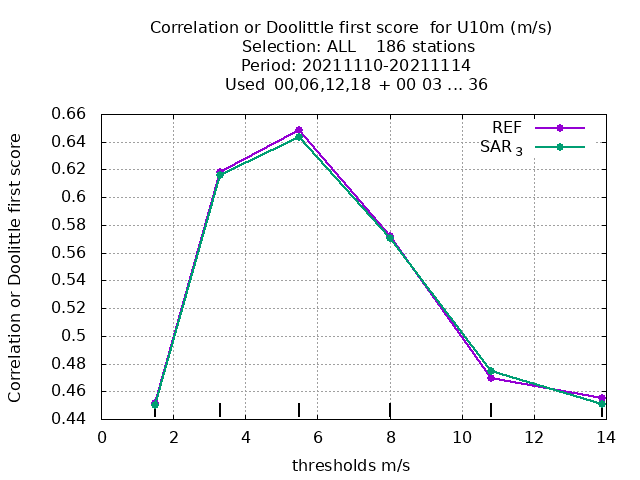 Correlation or Doolittle first score  for U10m (m/s)
Selection: ALL    186 stations
Period: 20211110-20211114
Used  00,06,12,18  + 00 03 ... 36
Correlation or Doolittle first score
0.66
0.64
0.62
0.6
0.58
0.56
0.54
0.52
0.5
0.48
0.46
0.44
REF
SAR 3
0 2 4 6 8 10 12 14
thresholds m/s